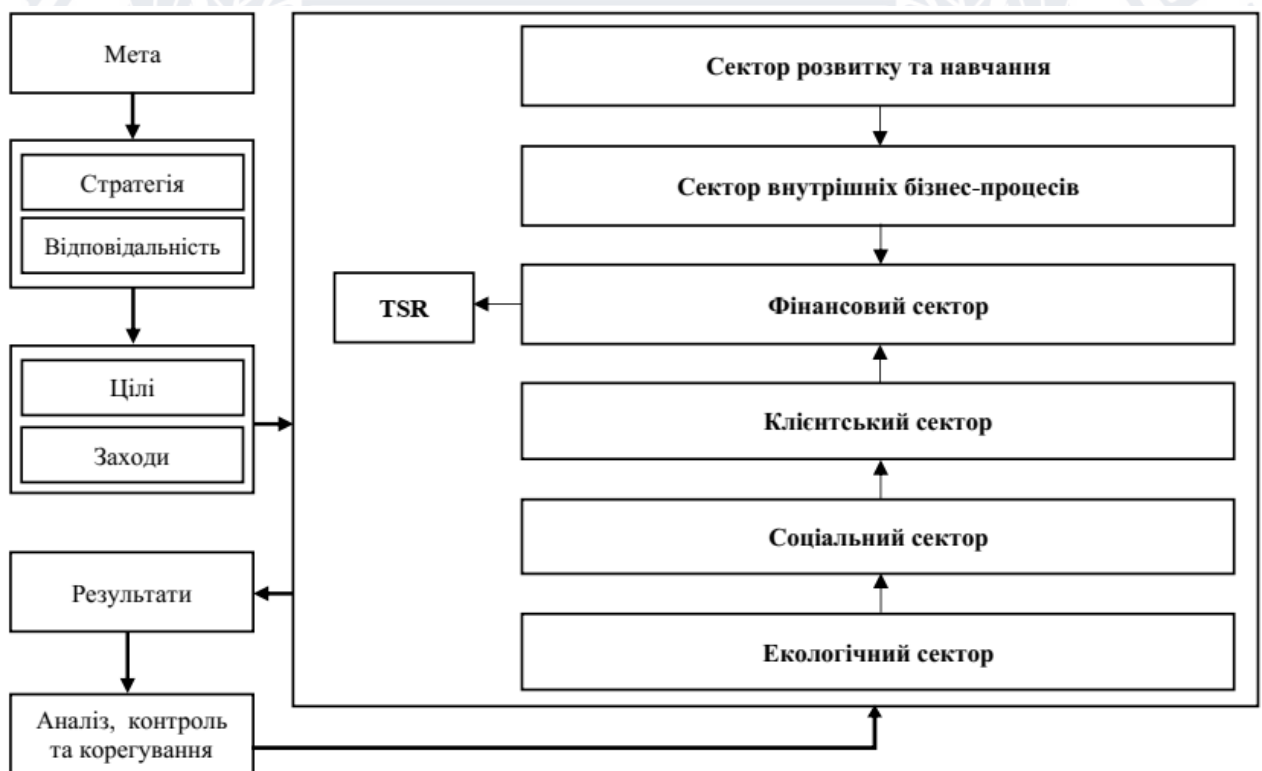 Мета
Стратегія
Відповідальність
Цілі
Заходи
Результати
Аналіз, контроль
та корегування
TSR
Сектор розвитку та навчання
Сектор внутрішніх бізнес-процесів
Фінансовий сектор
Клієнтський сектор
Соціальний сектор
Екологічний сектор